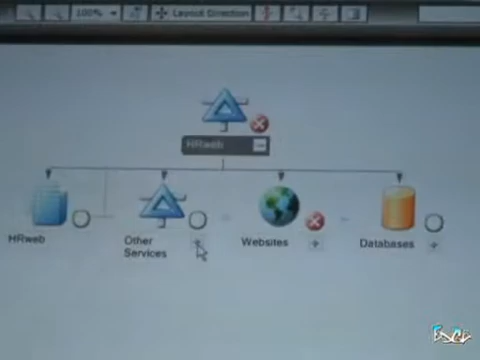 100%
Layout Direction
HRweb
HRweb
Other
Services
Websites
Databases